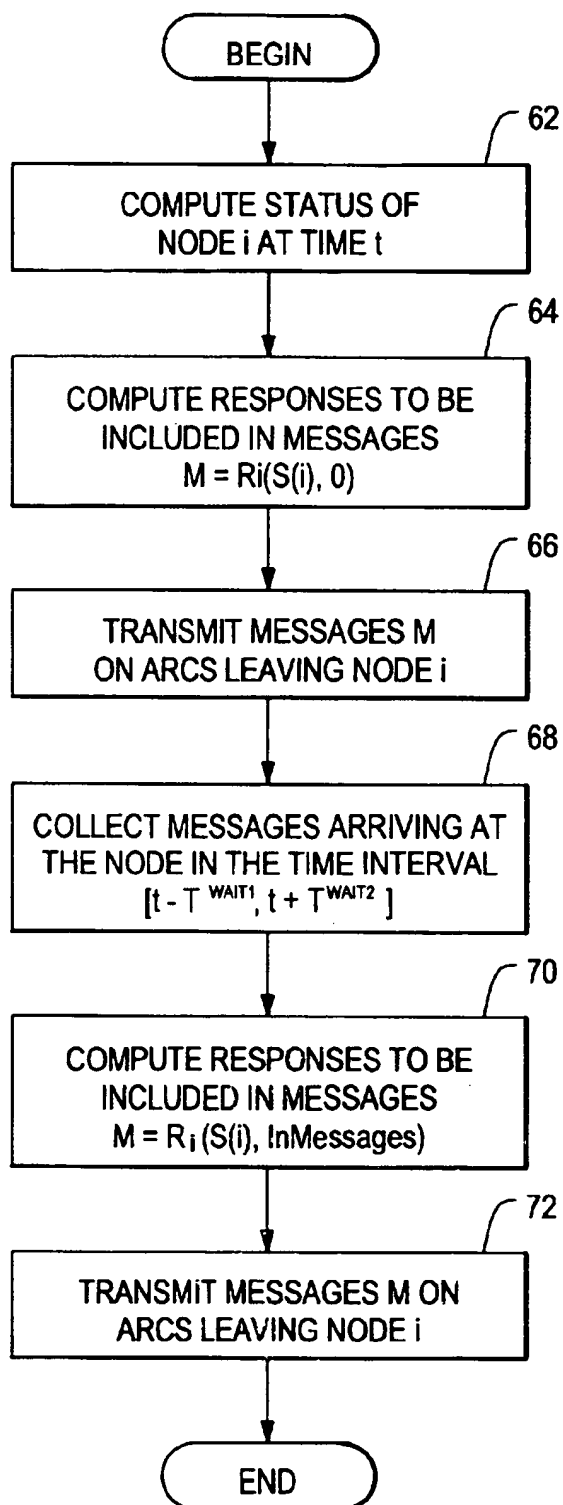 BEGIN
62
COMPUTE STATUS OF
NODE i AT TIME t
64
COMPUTE RESPONSES TO BE
INCLUDED IN MESSAGES
M = Ri(S(i), 0)
66
TRANSMIT MESSAGES M
ON ARCS LEAVING NODE i
68
COLLECT MESSAGES ARRIVING AT
THE NODE IN THE TIME INTERVAL
[t - T WAIT1, t + T WAIT2 ]
70
COMPUTE RESPONSES TO BE
INCLUDED IN MESSAGES
M = Ri (S(i), InMessages)
72
TRANSMiT MESSAGES M ON
ARCS LEAVING NODE i
END